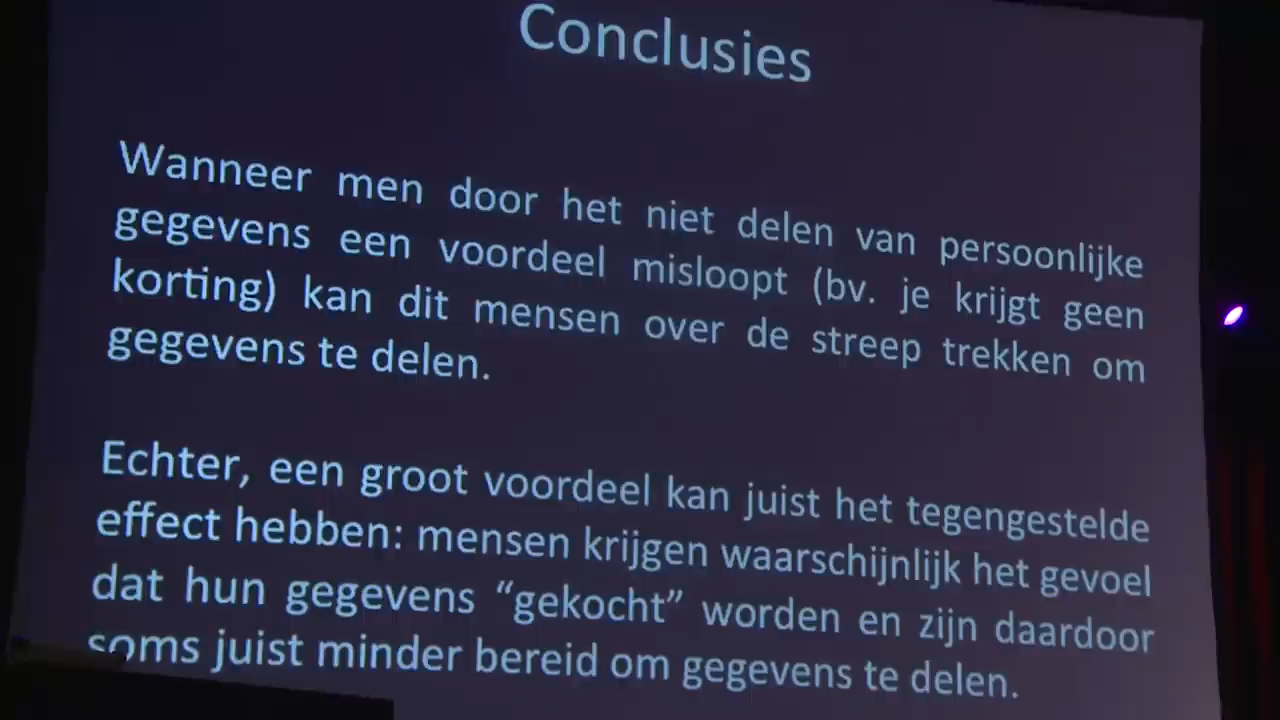 Conclusies
Wanneer men door het niet delen van persoonlijke
gegevens een voordeel misloopt (bv. je krijgt geen
korting) kan dit mensen over de streep trekken om
gegevens te delen.
Echter, een groot voordeel kan juist het tegengestelde
effect hebben: mensen krijgen waarschijnlijk het gevoel
dat hun gegevens “gekocht” worden en zijn daardoor
soms juist minder bereid om gegevens te delen.